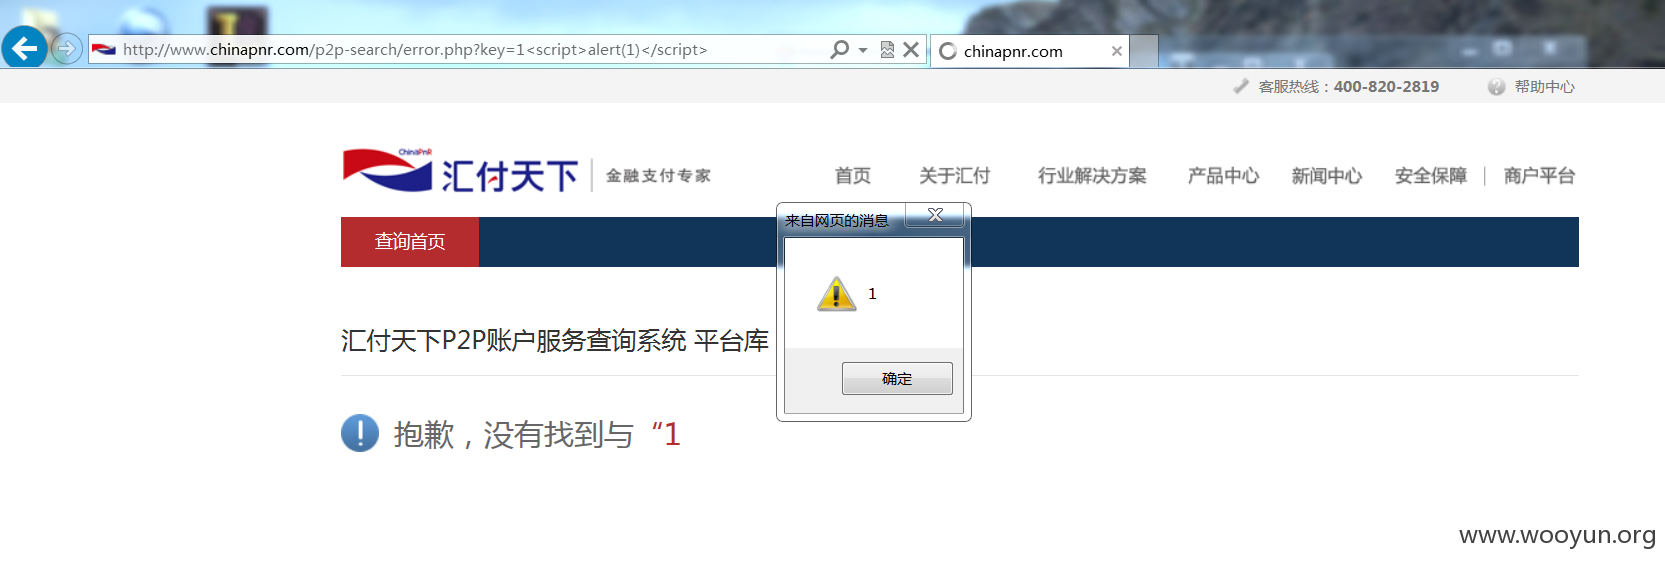 http://www.chinapnr.com/p2p-search/error.php?key=1<script>alert(1)</script>
chinapnr.com
客服热线：400-820-2819
帮助中心
ChinaPnR
汇付天下
金融支付专家
首页
关于汇付
行业解决方案
产品中心
新闻中心
安全保障
商户平台
来自网页的消息
查询首页
1
汇付天下P2P账户服务查询系统 平台库
确定
抱歉，没有找到与 “1
www.wooyun.org